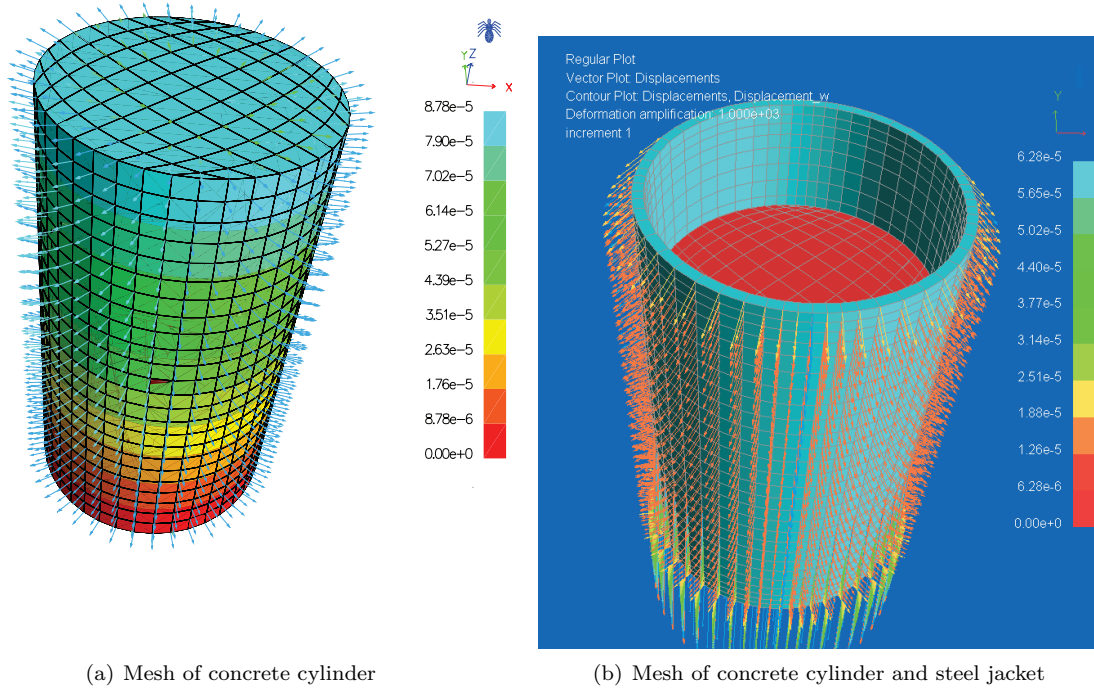 Y Z
X
8.78e−5
7.90e−5
7.02e−5
6.14e−5
5.27e−5
4.39e−5
3.51e−5
2.63e−5
1.76e−5
8.78e−6
0.00e+0
Regular Plot
Vector Plot: Displacements
Contour Plot: Displacements, Displacement_w
Deformation amplification: 1.000e+03
increment 1
Y
6.28e-5
5.65e-5
5.02e-5
4.40e-5
3.77e-5
3.14e-5
2.51e-5
1.88e-5
1.26e-5
6.28e-6
0.00e+0
(a) Mesh of concrete cylinder
(b) Mesh of concrete cylinder and steel jacket